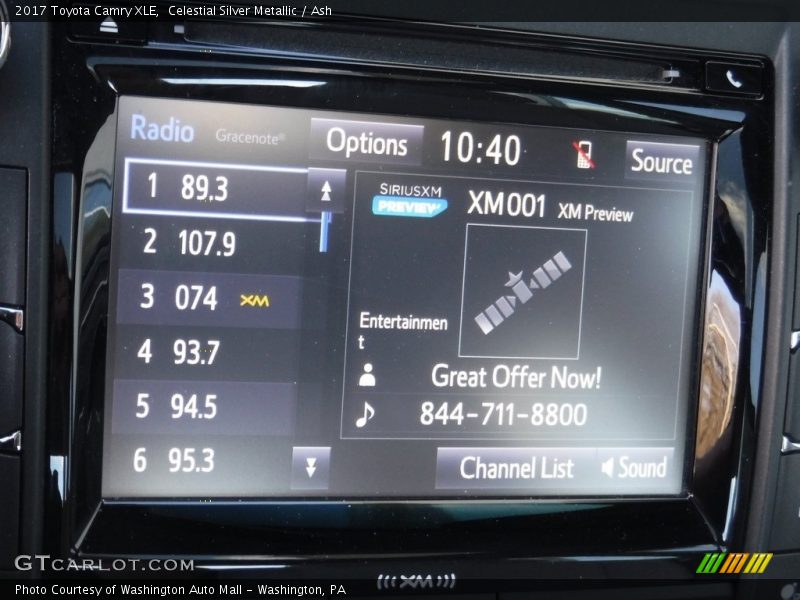 2017 Toyota Camry XLE,  Celestial Silver Metallic / Ash
Radio Gracenote® Options 10:40 Source
1 89.3
2 107.9
3 074 XM
4 93.7
5 94.5
6 95.3
SIRIUSXM
PREVIEW
XM001 XM Preview
Entertainmen
t
Great Offer Now!
844-711-8800
Channel List Sound
GTCARLOT.COM
XM
Photo Courtesy of Washington Auto Mall - Washington, PA